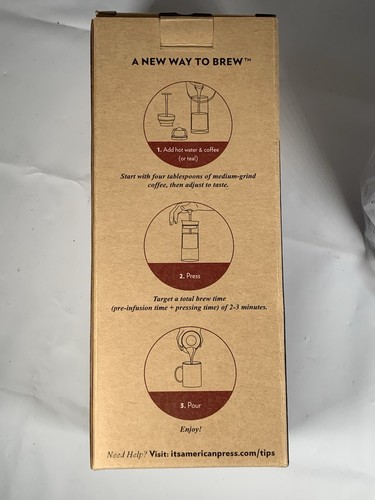 A NEW WAY TO BREW™
1. Add hot water & coffee
(or tea!)
Start with four tablespoons of medium-grind
coffee, then adjust to taste.
2. Press
Target a total brew time
(pre-infusion time + pressing time) of 2-3 minutes.
3. Pour
Enjoy!
Need Help? Visit: itsamericanpress.com/tips